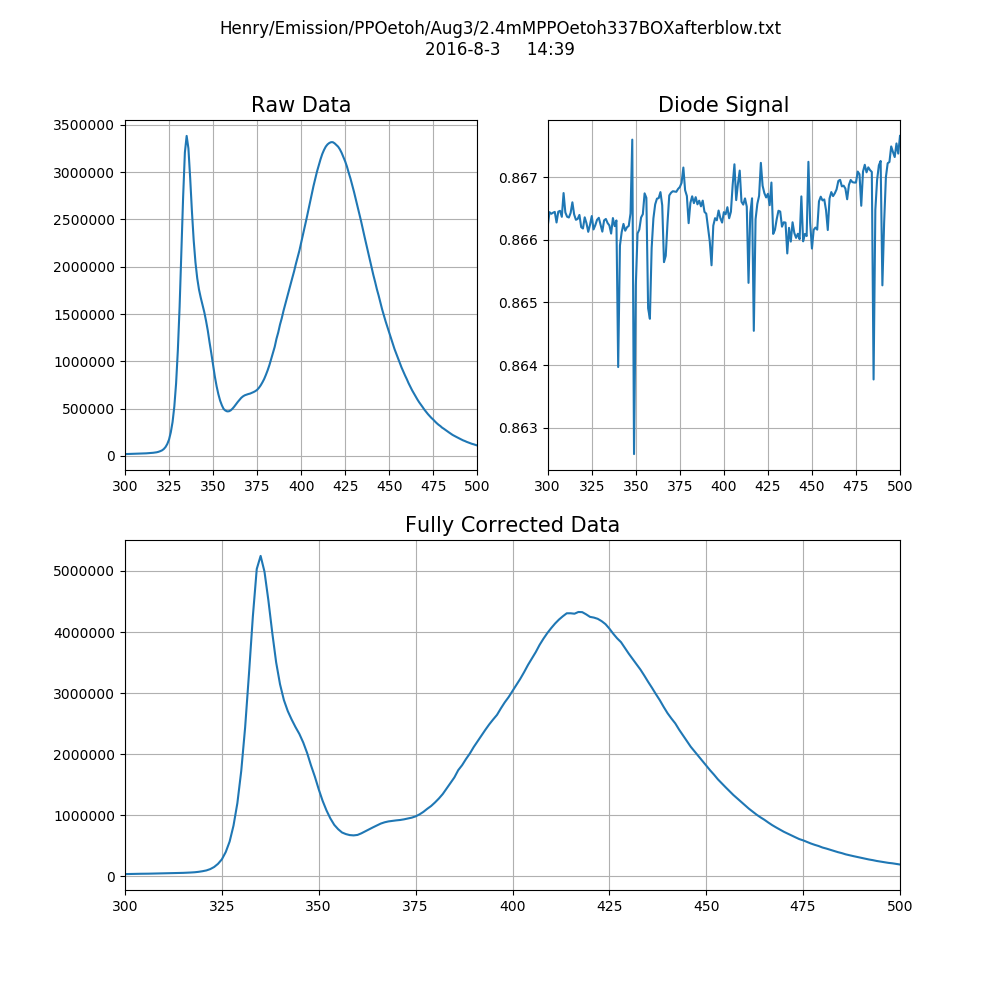 Henry/Emission/PPOetoh/Aug3/2.4mMPPOetoh337BOXafterblow.txt
2016-8-3 14:39
Raw Data
3500000
3000000
2500000
2000000
1500000
1000000
500000
0
300 325 350 375 400 425 450 475 500
Diode Signal
0.867
0.866
0.865
0.864
0.863
300 325 350 375 400 425 450 475 500
Fully Corrected Data
5000000
4000000
3000000
2000000
1000000
0
300 325 350 375 400 425 450 475 500